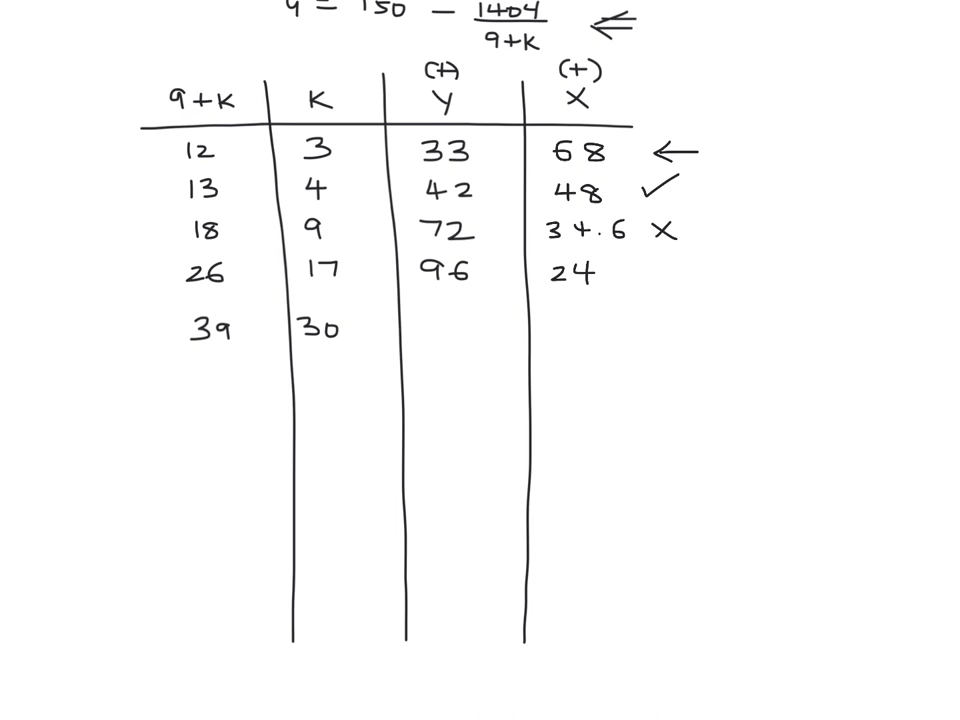 y = 150 − 1404/(9+K) ⇐
(+) (+)
9+K K Y X
12 3 33 68 ←
13 4 42 48 ✓
18 9 72 34.6 ×
26 17 96 24
39 30